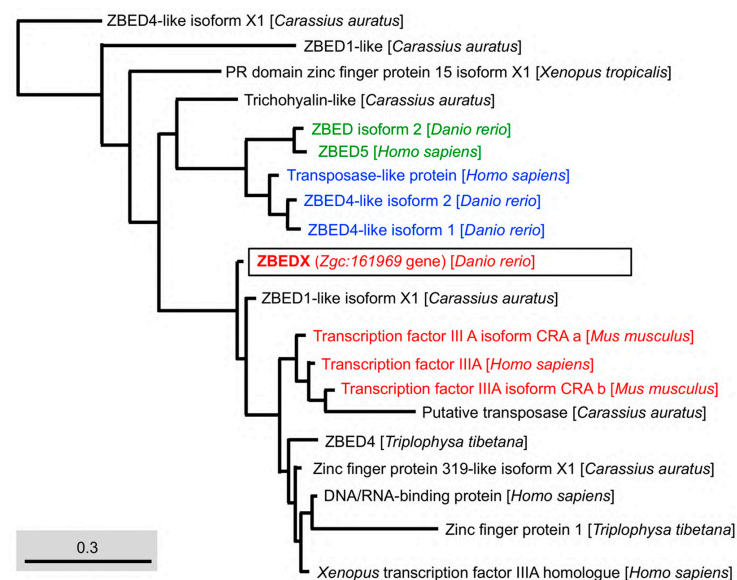 ZBED4-like isoform X1 [Carassius auratus]
ZBED1-like [Carassius auratus]
PR domain zinc finger protein 15 isoform X1 [Xenopus tropicalis]
Trichohyalin-like [Carassius auratus]
ZBED isoform 2 [Danio rerio]
ZBED5 [Homo sapiens]
Transposase-like protein [Homo sapiens]
ZBED4-like isoform 2 [Danio rerio]
ZBED4-like isoform 1 [Danio rerio]
ZBEDX (Zgc:161969 gene) [Danio rerio]
ZBED1-like isoform X1 [Carassius auratus]
Transcription factor III A isoform CRA a [Mus musculus]
Transcription factor IIIA [Homo sapiens]
Transcription factor IIIA isoform CRA b [Mus musculus]
Putative transposase [Carassius auratus]
ZBED4 [Triplophysa tibetana]
Zinc finger protein 319-like isoform X1 [Carassius auratus]
DNA/RNA-binding protein [Homo sapiens]
Zinc finger protein 1 [Triplophysa tibetana]
0.3
Xenopus transcription factor IIIA homologue [Homo sapiens]